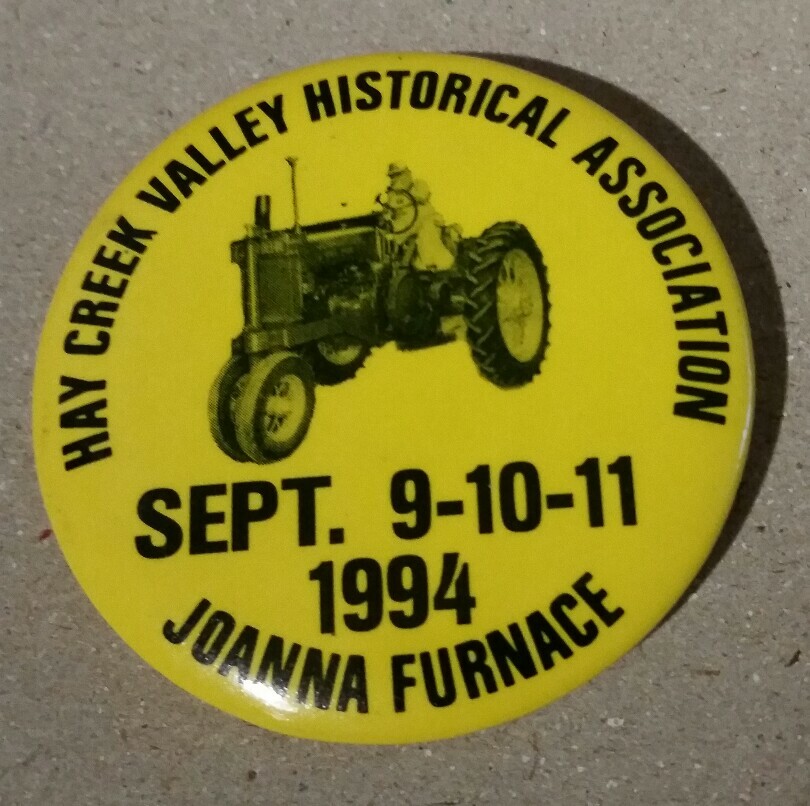 HAY CREEK VALLEY HISTORICAL ASSOCIATION
SEPT. 9-10-11
1994
JOANNA FURNACE